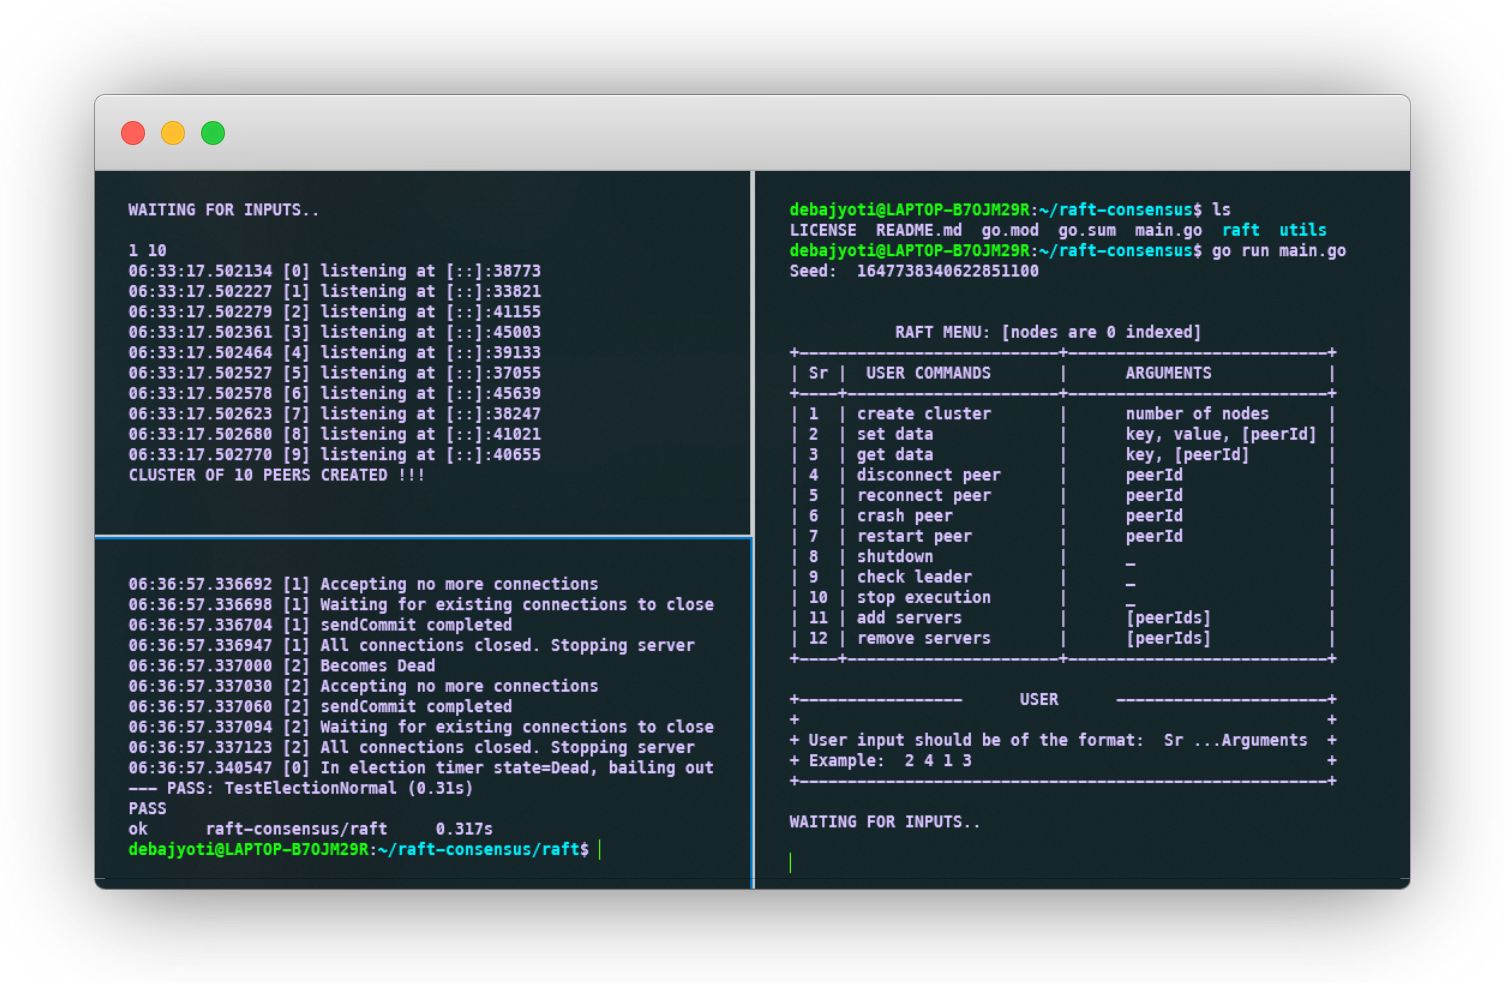 WAITING FOR INPUTS..
1 10
06:33:17.502134 [0] listening at [::]:38773
06:33:17.502227 [1] listening at [::]:33821
06:33:17.502279 [2] listening at [::]:41155
06:33:17.502361 [3] listening at [::]:45003
06:33:17.502464 [4] listening at [::]:39133
06:33:17.502527 [5] listening at [::]:37055
06:33:17.502578 [6] listening at [::]:45639
06:33:17.502623 [7] listening at [::]:38247
06:33:17.502680 [8] listening at [::]:41021
06:33:17.502770 [9] listening at [::]:40655
CLUSTER OF 10 PEERS CREATED !!!
06:36:57.336692 [1] Accepting no more connections
06:36:57.336698 [1] Waiting for existing connections to close
06:36:57.336704 [1] sendCommit completed
06:36:57.336947 [1] All connections closed. Stopping server
06:36:57.337000 [2] Becomes Dead
06:36:57.337030 [2] Accepting no more connections
06:36:57.337060 [2] sendCommit completed
06:36:57.337094 [2] Waiting for existing connections to close
06:36:57.337123 [2] All connections closed. Stopping server
06:36:57.340547 [0] In election timer state=Dead, bailing out
--- PASS: TestElectionNormal (0.31s)
PASS
ok      raft-consensus/raft     0.317s
debajyoti@LAPTOP-B7OJM29R:~/raft-consensus/raft$
debajyoti@LAPTOP-B7OJM29R:~/raft-consensus$ ls
LICENSE  README.md  go.mod  go.sum  main.go  raft  utils
debajyoti@LAPTOP-B7OJM29R:~/raft-consensus$ go run main.go
Seed:  1647738340622851100
RAFT MENU: [nodes are 0 indexed]
+---------------------------+---------------------------+
| Sr |  USER COMMANDS       |      ARGUMENTS            |
+----+----------------------+---------------------------+
| 1  | create cluster       |      number of nodes      |
| 2  | set data             |      key, value, [peerId] |
| 3  | get data             |      key, [peerId]        |
| 4  | disconnect peer      |      peerId               |
| 5  | reconnect peer       |      peerId               |
| 6  | crash peer           |      peerId               |
| 7  | restart peer         |      peerId               |
| 8  | shutdown             |      _                    |
| 9  | check leader         |      _                    |
| 10 | stop execution       |      _                    |
| 11 | add servers          |      [peerIds]            |
| 12 | remove servers       |      [peerIds]            |
+----+----------------------+---------------------------+
+-----------------      USER      ----------------------+
+                                                       +
+ User input should be of the format:  Sr ...Arguments  +
+ Example:  2 4 1 3                                     +
+-------------------------------------------------------+
WAITING FOR INPUTS..